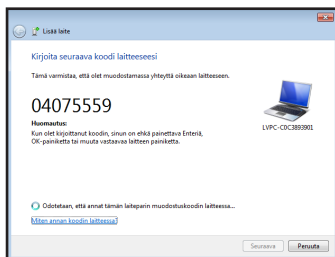 Lisää laite
Kirjoita seuraava koodi laitteeseesi
Tämä varmistaa, että olet muodostamassa yhteyttä oikeaan laitteeseen.
04075559
Huomautus:
Kun olet kirjoittanut koodin, sinun on ehkä painettava Enteriä,
OK-painiketta tai muuta vastaavaa laitteen painiketta.
LVPC-C0C3893901
Odotetaan, että annat tämän laiteparin muodostuskoodin laitteessa...
Miten annan koodin laitteessa?
Seuraava
Peruuta